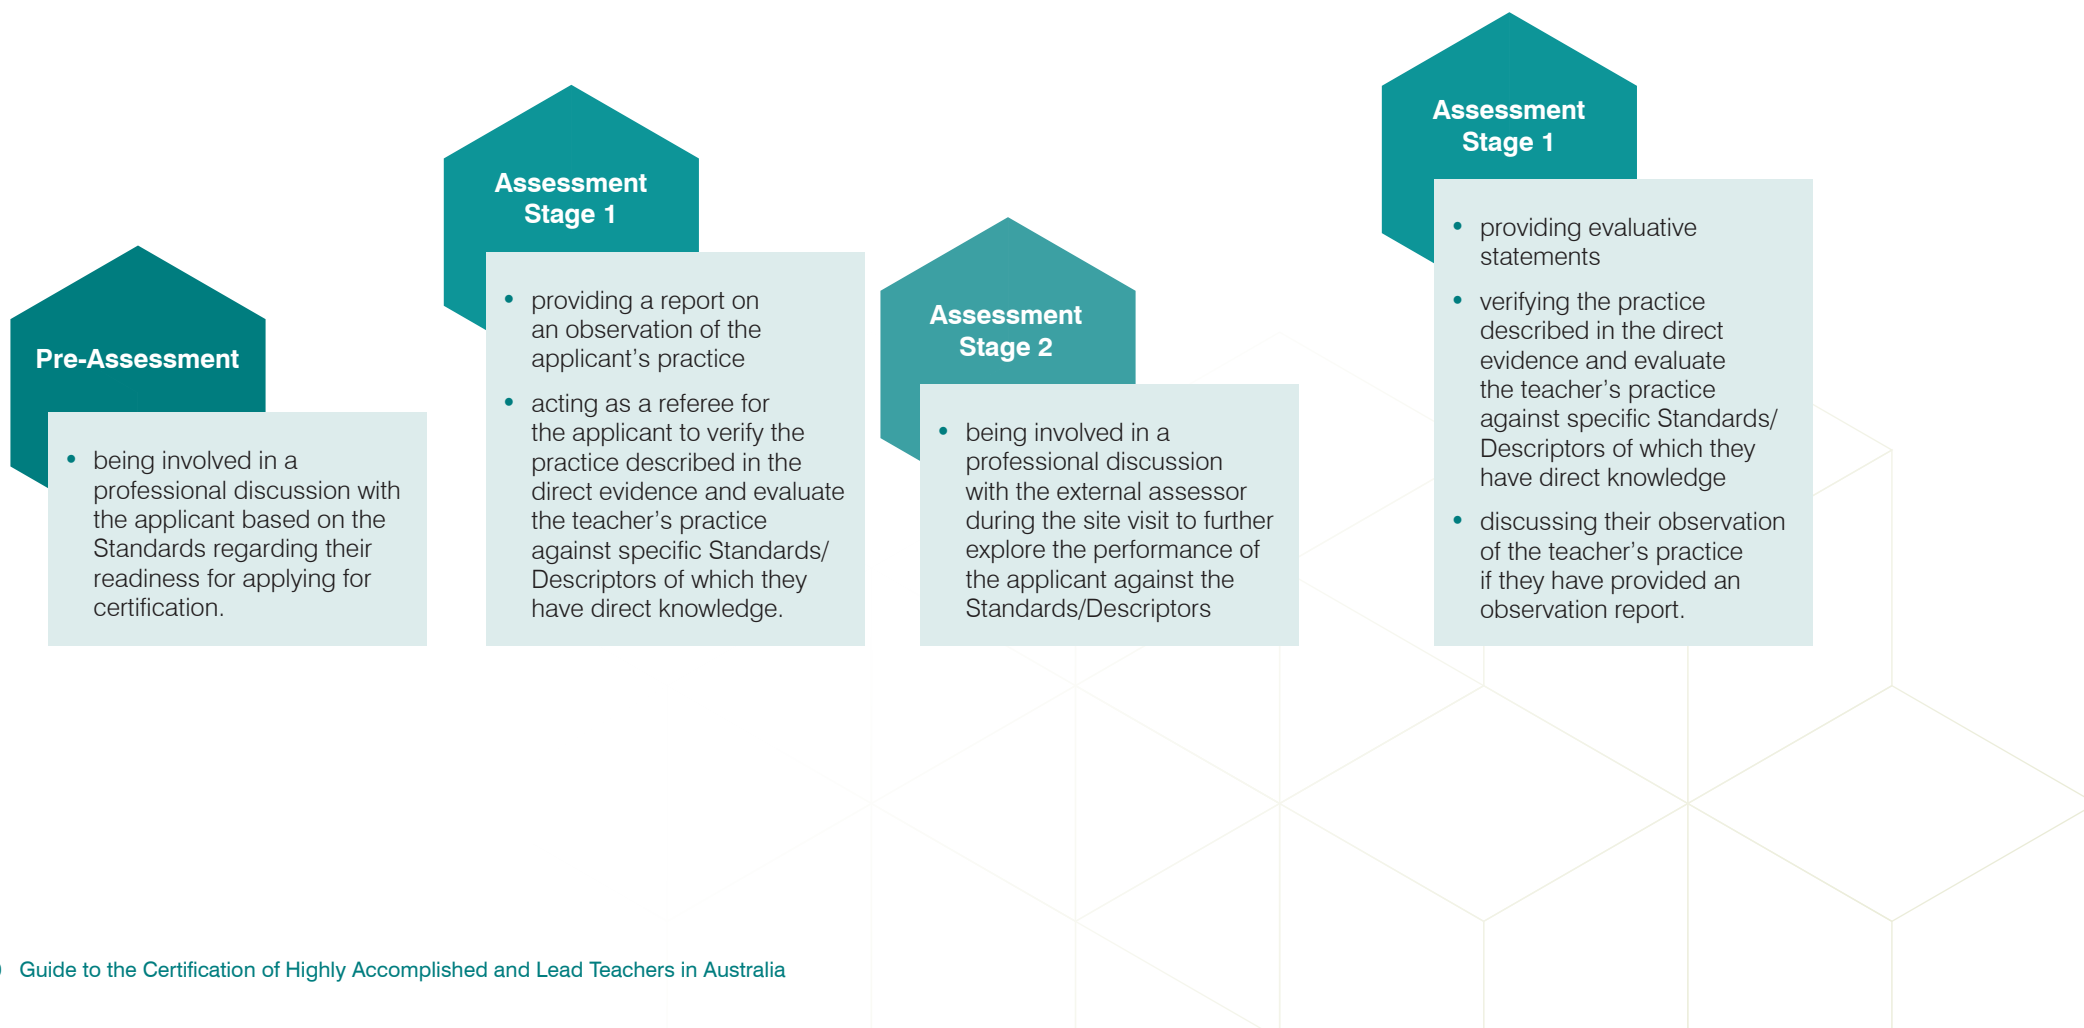 Pre-Assessment
• being involved in a
professional discussion with
the applicant based on the
Standards regarding their
readiness for applying for
certification.
Assessment
Stage 1
• providing a report on
an observation of the
applicant’s practice
• acting as a referee for
the applicant to verify the
practice described in the
direct evidence and evaluate
the teacher’s practice
against specific Standards/
Descriptors of which they
have direct knowledge.
Assessment
Stage 2
• being involved in a
professional discussion
with the external assessor
during the site visit to further
explore the performance of
the applicant against the
Standards/Descriptors
Assessment
Stage 1
• providing evaluative
statements
• verifying the practice
described in the direct
evidence and evaluate
the teacher’s practice
against specific Standards/
Descriptors of which they
have direct knowledge
• discussing their observation
of the teacher’s practice
if they have provided an
observation report.
Guide to the Certification of Highly Accomplished and Lead Teachers in Australia